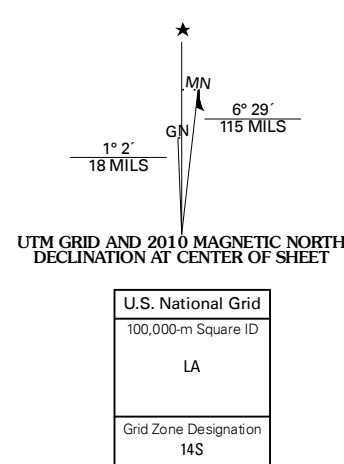 MN
6° 29´
115 MILS
GN
1° 2´
18 MILS
UTM GRID AND 2010 MAGNETIC NORTH
DECLINATION AT CENTER OF SHEET
U.S. National Grid
100,000-m Square ID
LA
Grid Zone Designation
14S